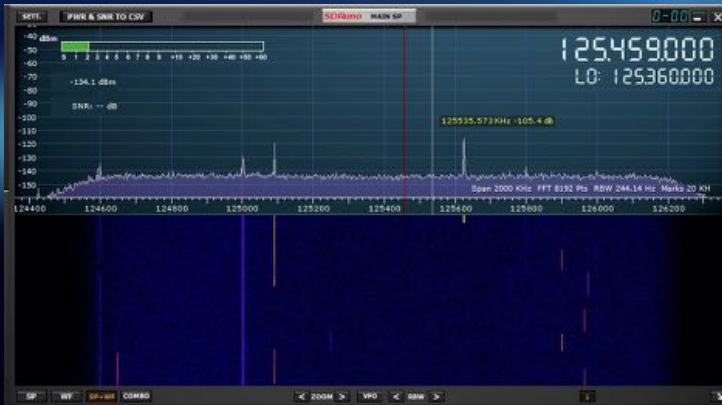 SETT. PWR & SNR TO CSV SDRuno MAIN SP 0-00
dBm
-40
S 1 2 3 4 5 6 7 8 9 +10 +20 +30 +40 +50 +60
125.459.000
LO: 125.360.000
-50
-60
-70
-134.1 dBm
-80
-90
SNR: -- dB
-100
125535.573 KHz -105.4 dB
-110
-120
-130
-140
-150
Span 2000 KHz FFT 8192 Pts RBW 244.14 Hz Marks 20 KH
124400 124600 124800 125000 125200 125400 125600 125800 126000 126200
SP WF SP+WF COMBO < ZOOM > VFO < RBW > i